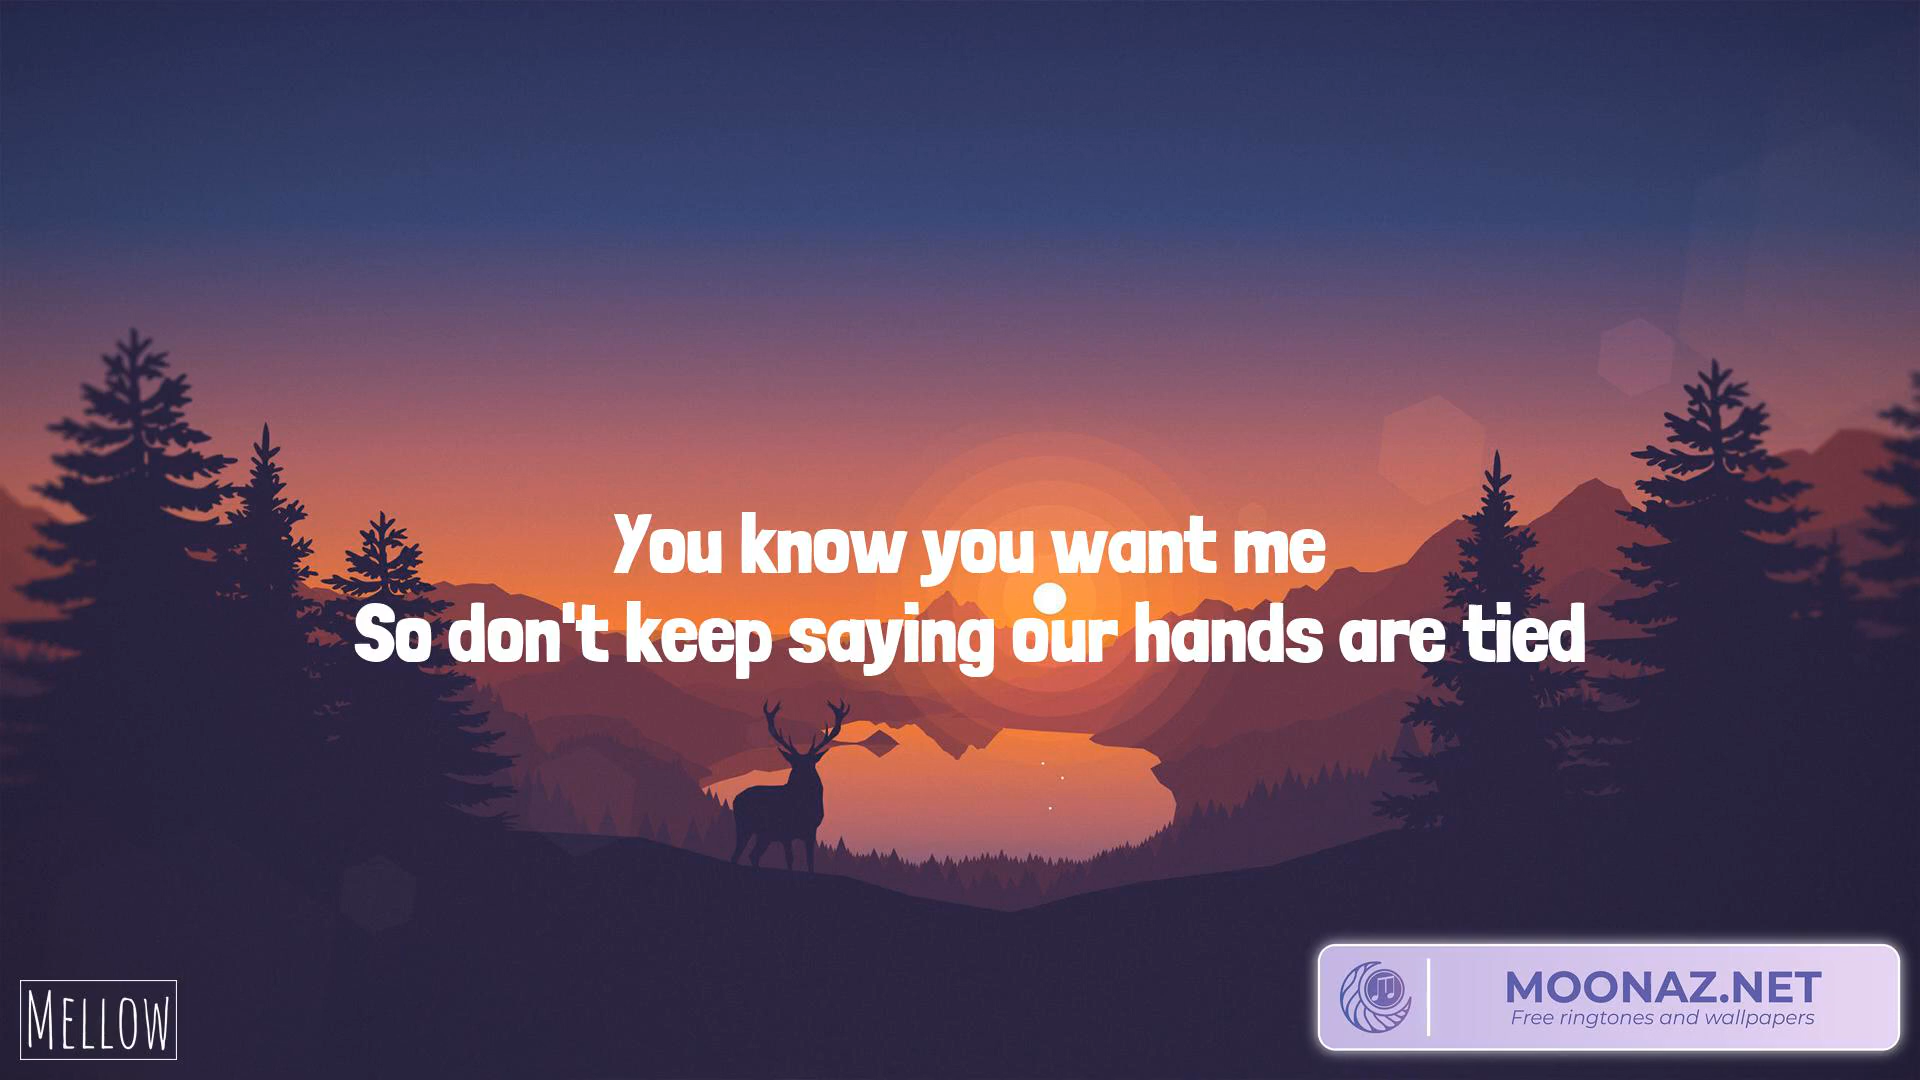 You know you want me
So don't keep saying our hands are tied
MELLOW
MOONAZ.NET
Free ringtones and wallpapers